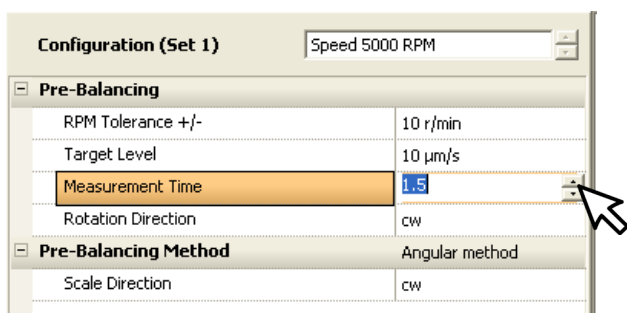 Configuration (Set 1) Speed 5000 RPM
Pre-Balancing
RPM Tolerance +/- 10 r/min
Target Level 10 µm/s
Measurement Time 1.5
Rotation Direction cw
Pre-Balancing Method Angular method
Scale Direction cw